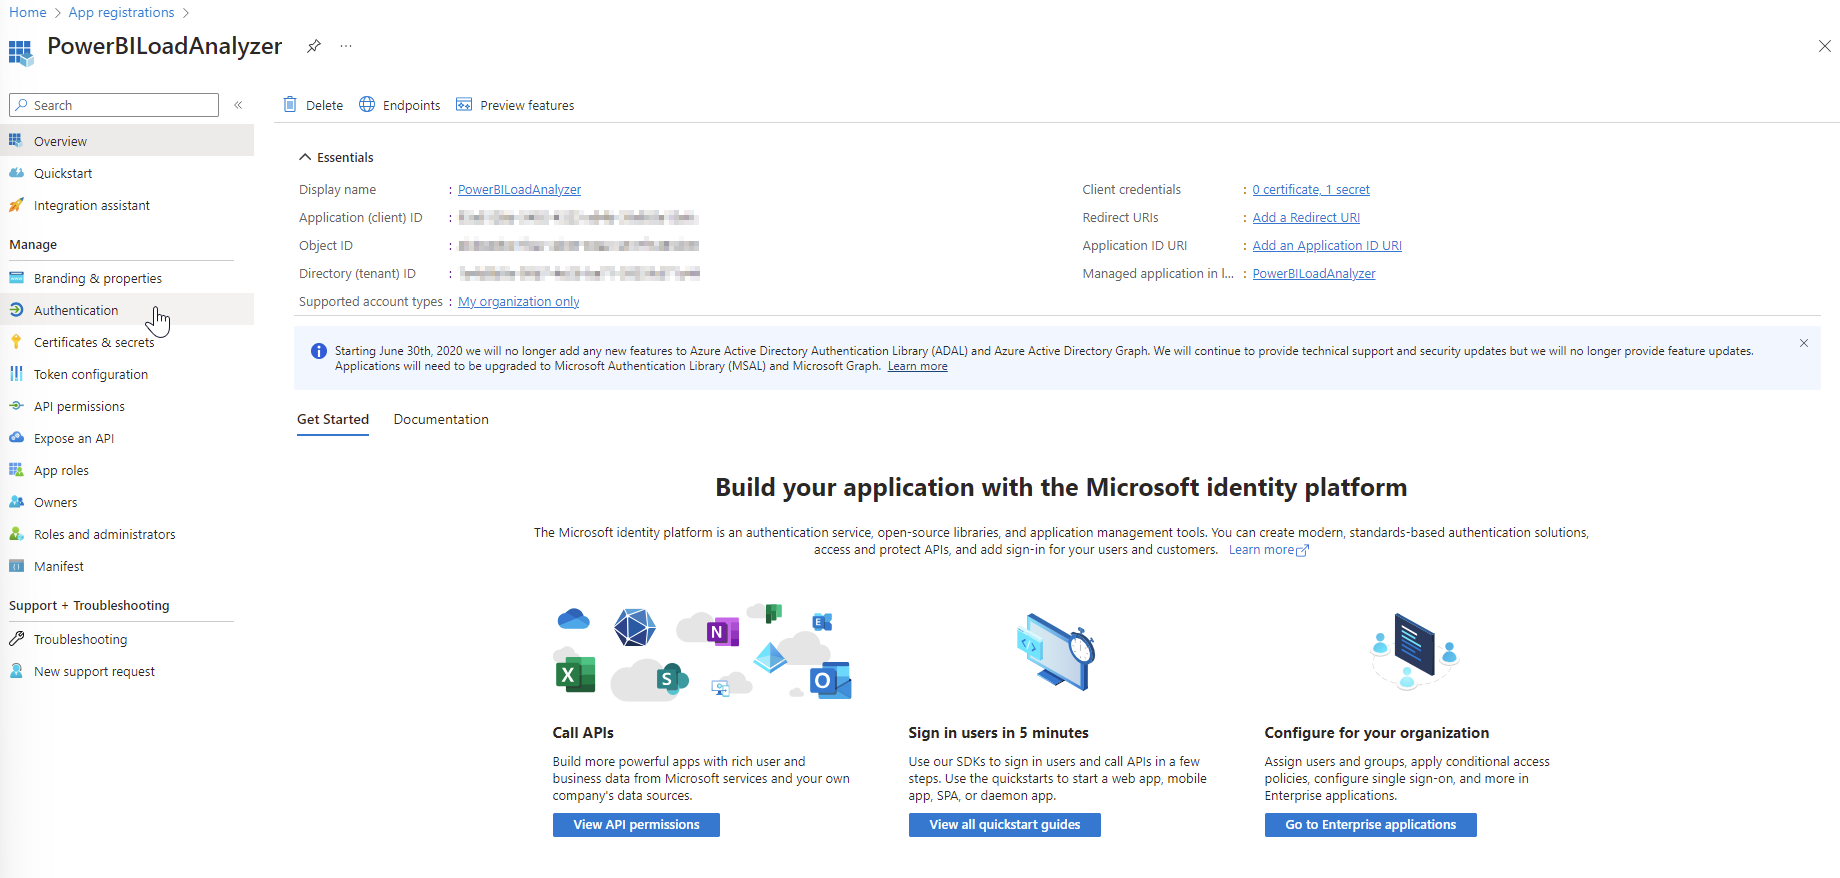 Home > App registrations >
PowerBILoadAnalyzer ...
Search «
Overview
Quickstart
Integration assistant
Manage
Branding & properties
Authentication
Certificates & secrets
Token configuration
API permissions
Expose an API
App roles
Owners
Roles and administrators
Manifest
Support + Troubleshooting
Troubleshooting
New support request
Delete Endpoints Preview features
Essentials
Display name : PowerBILoadAnalyzer
Application (client) ID :
Object ID :
Directory (tenant) ID :
Supported account types : My organization only
Client credentials : 0 certificate, 1 secret
Redirect URIs : Add a Redirect URI
Application ID URI : Add an Application ID URI
Managed application in l... : PowerBILoadAnalyzer
Starting June 30th, 2020 we will no longer add any new features to Azure Active Directory Authentication Library (ADAL) and Azure Active Directory Graph. We will continue to provide technical support and security updates but we will no longer provide feature updates.
Applications will need to be upgraded to Microsoft Authentication Library (MSAL) and Microsoft Graph. Learn more
Get Started Documentation
Build your application with the Microsoft identity platform
The Microsoft identity platform is an authentication service, open-source libraries, and application management tools. You can create modern, standards-based authentication solutions,
access and protect APIs, and add sign-in for your users and customers. Learn more
N
E
X
S
O
Call APIs
Build more powerful apps with rich user and
business data from Microsoft services and your own
company's data sources.
View API permissions
Sign in users in 5 minutes
Use our SDKs to sign in users and call APIs in a few
steps. Use the quickstarts to start a web app, mobile
app, SPA, or daemon app.
View all quickstart guides
Configure for your organization
Assign users and groups, apply conditional access
policies, configure single sign-on, and more in
Enterprise applications.
Go to Enterprise applications